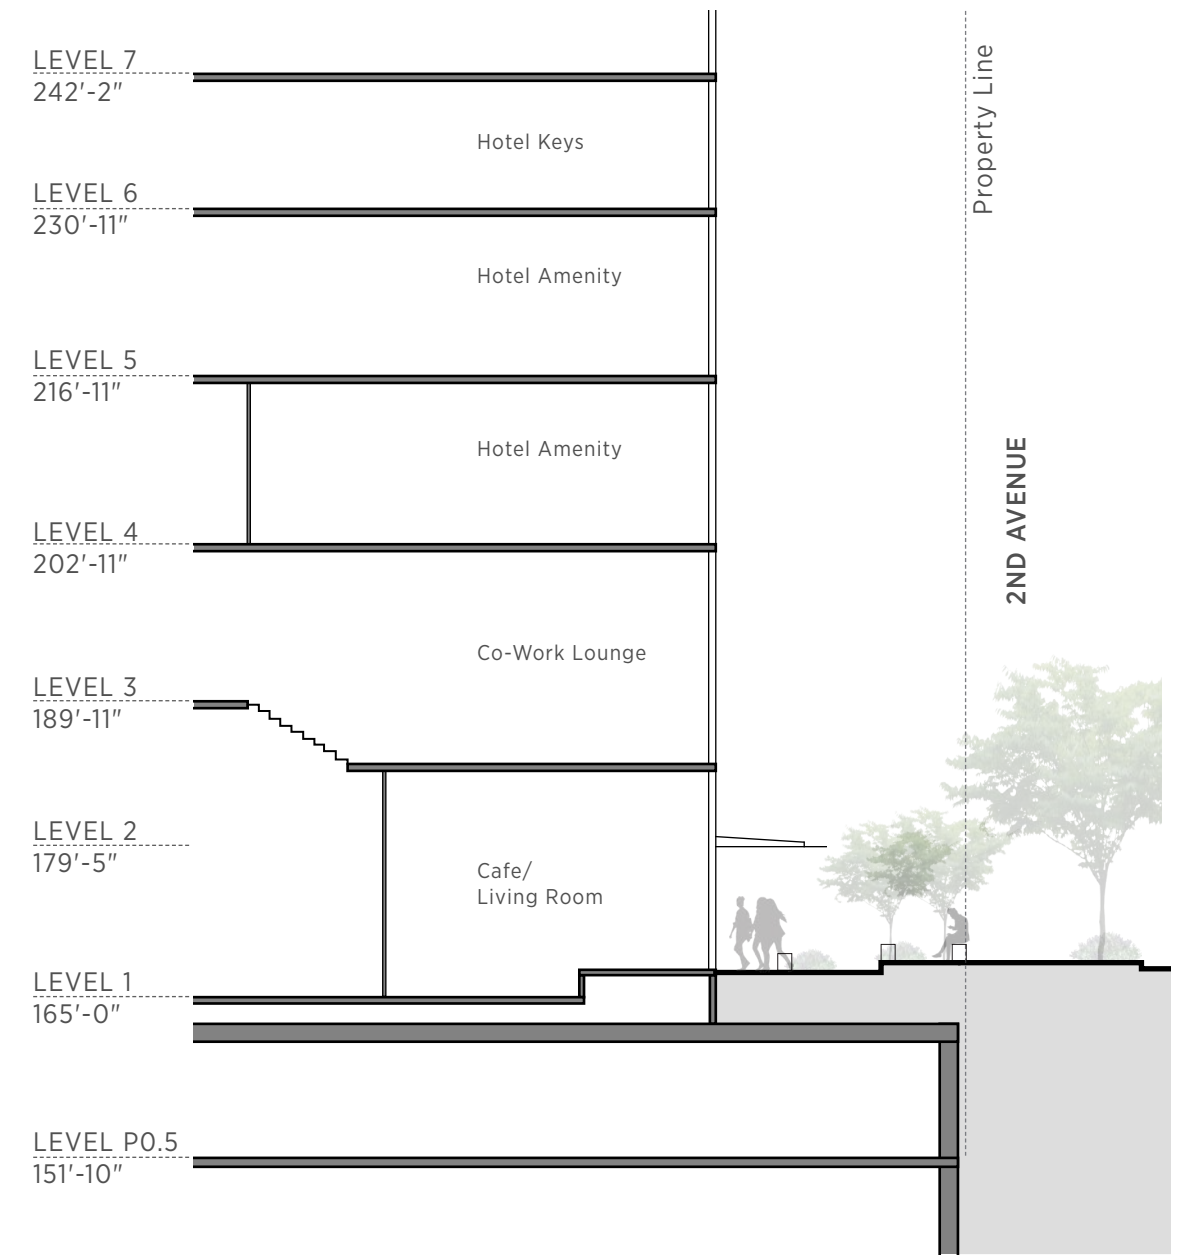 LEVEL 7
242'-2"
Property Line
Hotel Keys
LEVEL 6
230'-11"
Hotel Amenity
LEVEL 5
216'-11"
Hotel Amenity
2ND AVENUE
LEVEL 4
202'-11"
Co-Work Lounge
LEVEL 3
189'-11"
LEVEL 2
179'-5"
Cafe/
Living Room
LEVEL 1
165'-0"
LEVEL P0.5
151'-10"